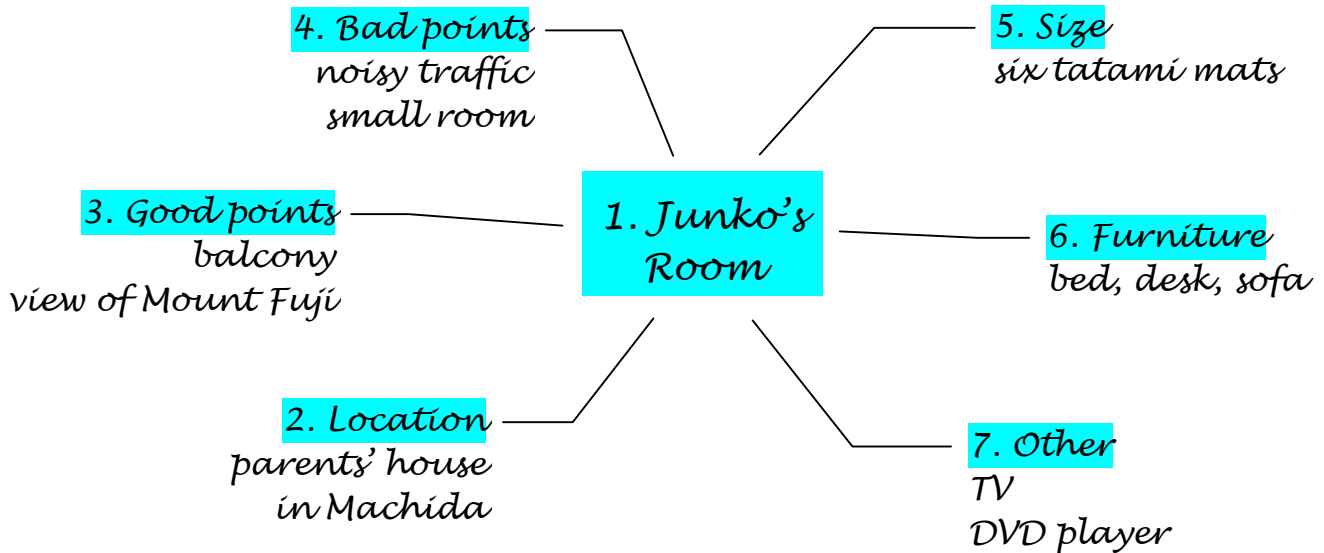 4. Bad points
noisy traffic
small room
5. Size
six tatami mats
3. Good points
balcony
view of Mount Fuji
1. Junko's
Room
6. Furniture
bed, desk, sofa
2. Location
parents' house
in Machida
7. Other
TV
DVD player